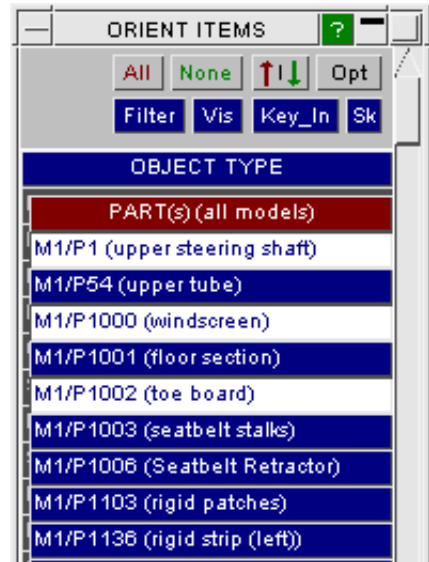 ORIENT ITEMS ?
All None Opt
Filter Vis Key_In Sk
OBJECT TYPE
PART(s) (all models)
M1/P1 (upper steering shaft)
M1/P54 (upper tube)
M1/P1000 (windscreen)
M1/P1001 (floor section)
M1/P1002 (toe board)
M1/P1003 (seatbelt stalks)
M1/P1006 (Seatbelt Retractor)
M1/P1103 (rigid patches)
M1/P1136 (rigid strip (left))